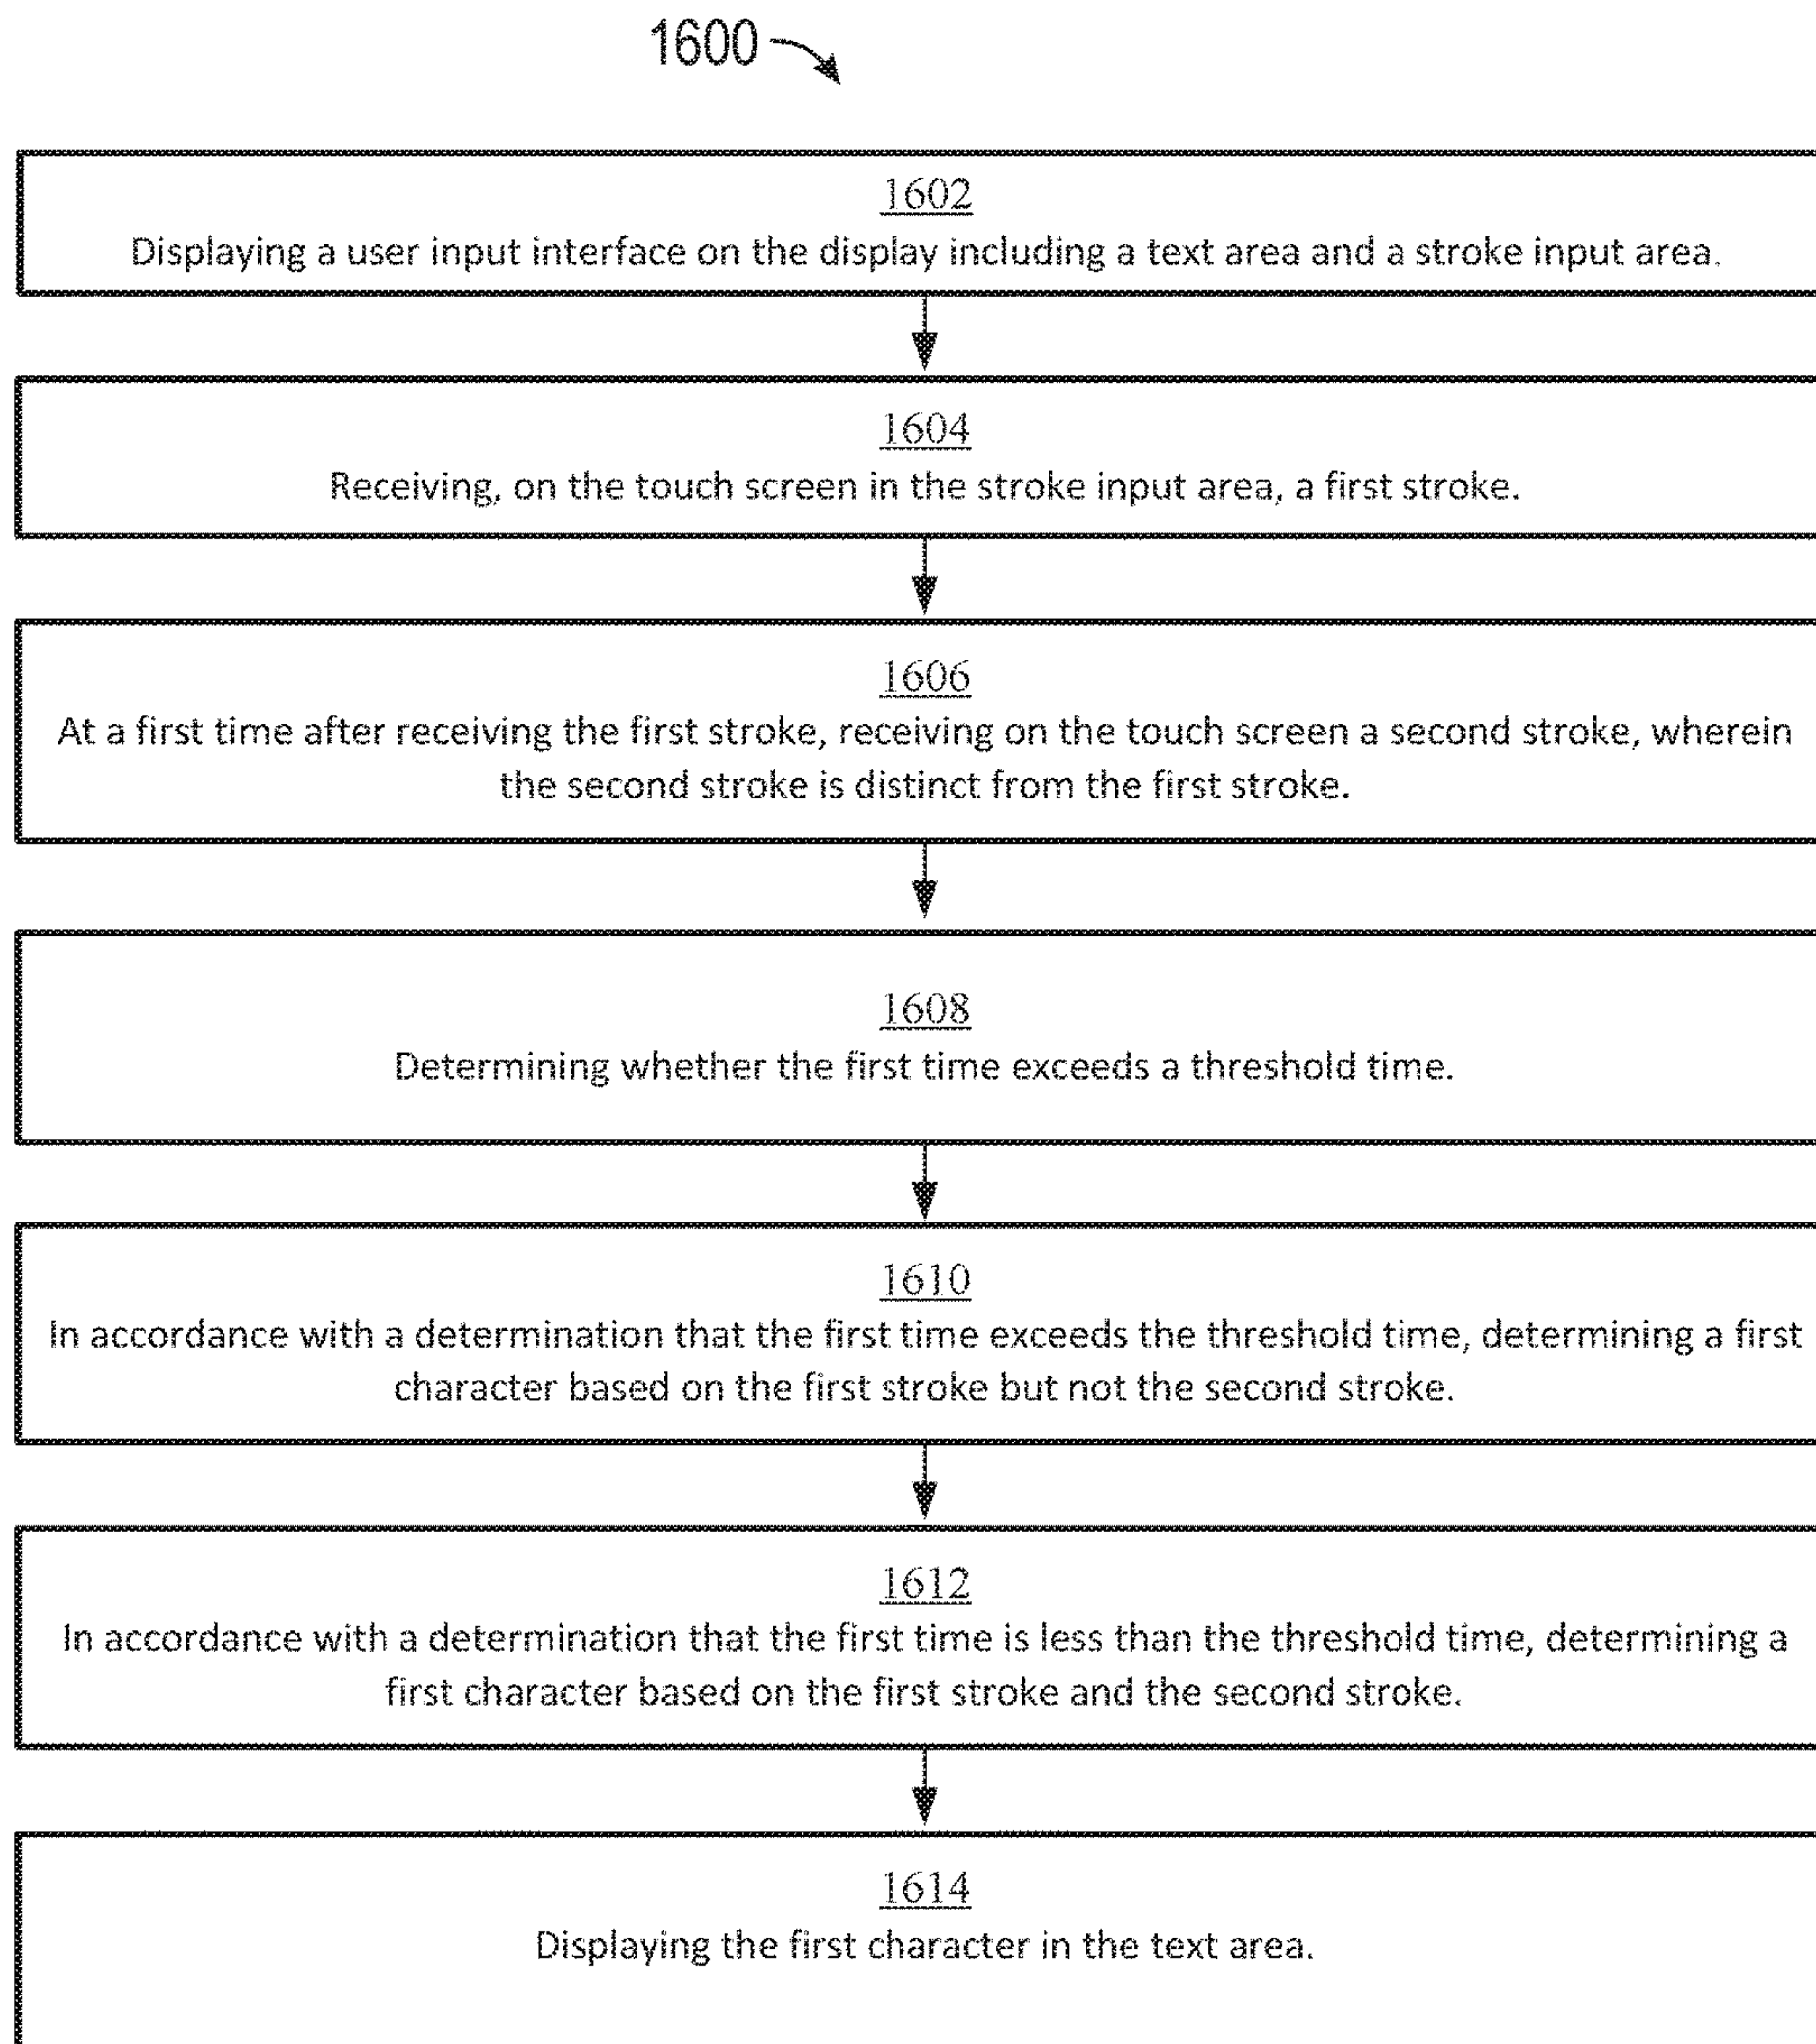 1600
1602
Displaying a user input interface on the display including a text area and a stroke input area.
1604
Receiving, on the touch screen in the stroke input area, a first stroke.
1606
At a first time after receiving the first stroke, receiving on the touch screen a second stroke, wherein
the second stroke is distinct from the first stroke.
1608
Determining whether the first time exceeds a threshold time.
1610
In accordance with a determination that the first time exceeds the threshold time, determining a first
character based on the first stroke but not the second stroke.
1612
In accordance with a determination that the first time is less than the threshold time, determining a
first character based on the first stroke and the second stroke.
1614
Displaying the first character in the text area.